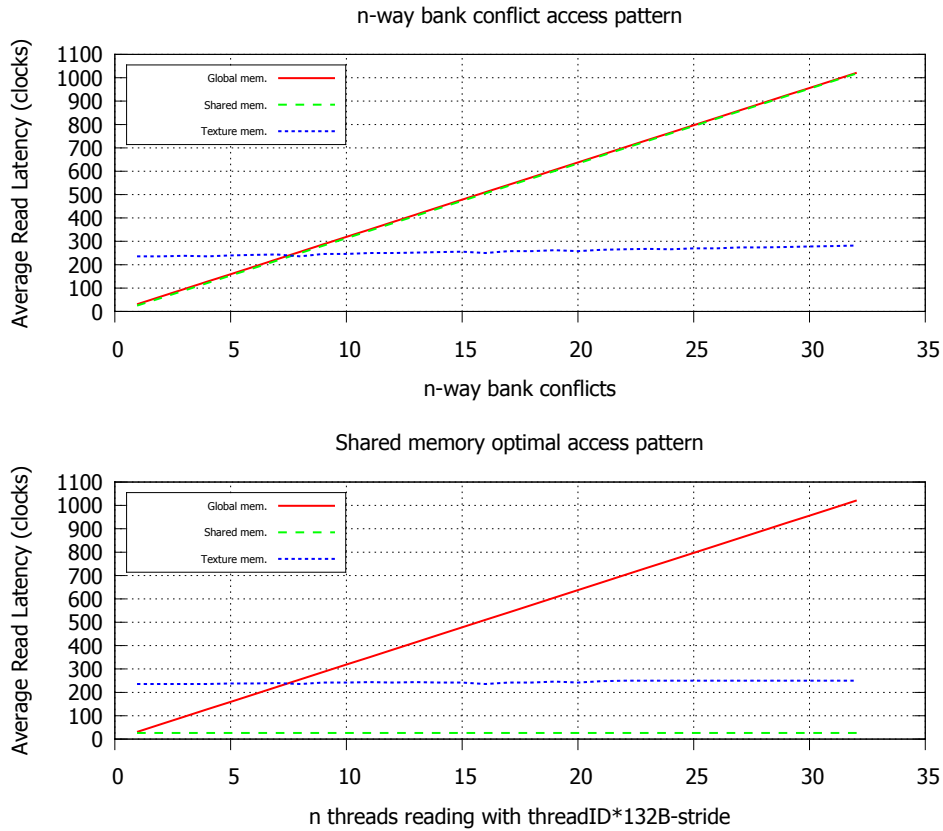 n-way bank conflict access pattern
Average Read Latency (clocks)
1100
1000
900
800
700
600
500
400
300
200
100
0
Global mem.
Shared mem.
Texture mem.
0 5 10 15 20 25 30 35
n-way bank conflicts
Shared memory optimal access pattern
Average Read Latency (clocks)
1100
1000
900
800
700
600
500
400
300
200
100
0
Global mem.
Shared mem.
Texture mem.
0 5 10 15 20 25 30 35
n threads reading with threadID*132B-stride